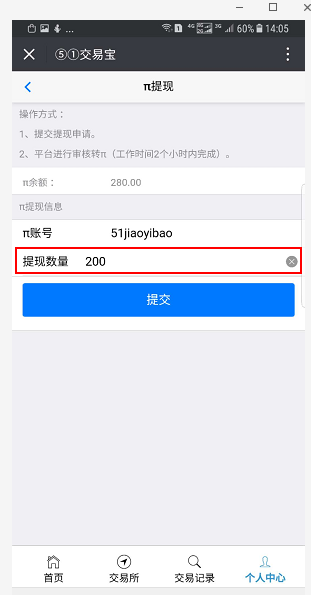 ... 4G 3G 60% 14:05
⑤①交易宝
π提现
操作方式：
1、提交提现申请。
2、平台进行审核转π（工作时间2个小时内完成）。
π余额： 280.00
π提现信息
π账号 51jiaoyibao
提现数量 200
提交
首页 交易所 交易记录 个人中心